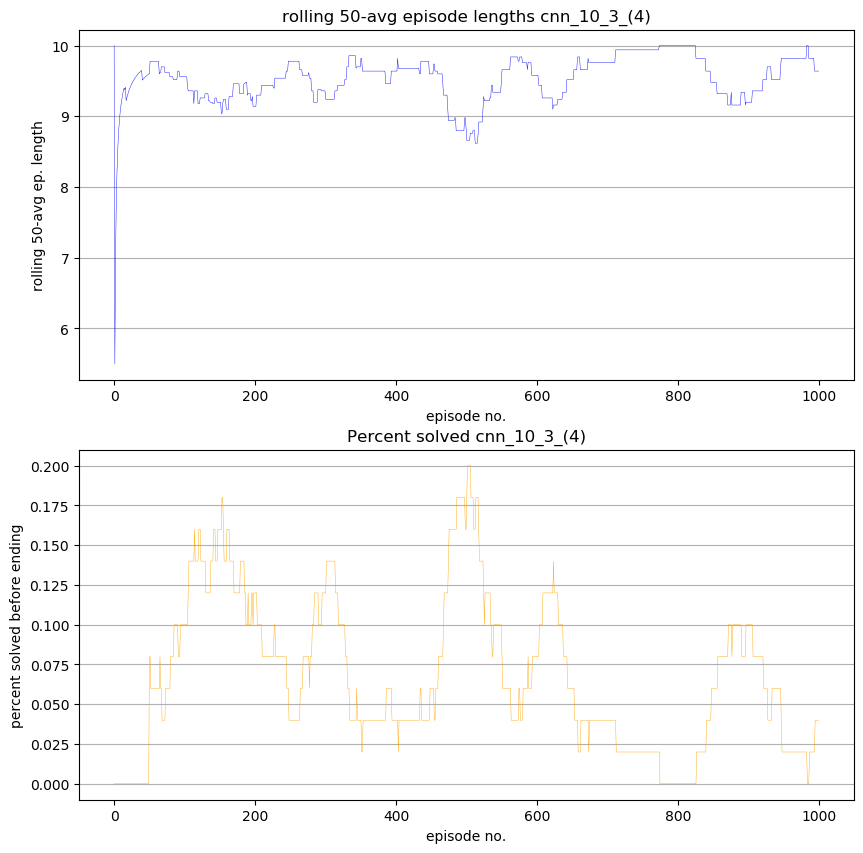 rolling 50-avg episode lengths cnn_10_3_(4)
rolling 50-avg ep. length
10
9
8
7
6
0 200 400 600 800 1000
episode no.
Percent solved cnn_10_3_(4)
percent solved before ending
0.200
0.175
0.150
0.125
0.100
0.075
0.050
0.025
0.000
0 200 400 600 800 1000
episode no.